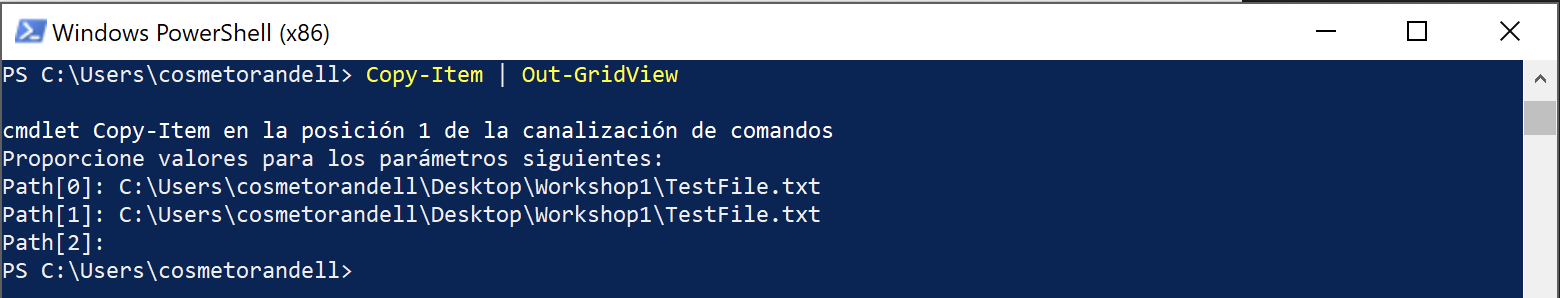 Windows PowerShell (x86)
PS C:\Users\cosmetorandell> Copy-Item | Out-GridView
cmdlet Copy-Item en la posición 1 de la canalización de comandos
Proporcione valores para los parámetros siguientes:
Path[0]: C:\Users\cosmetorandell\Desktop\Workshop1\TestFile.txt
Path[1]: C:\Users\cosmetorandell\Desktop\Workshop1\TestFile.txt
Path[2]:
PS C:\Users\cosmetorandell>